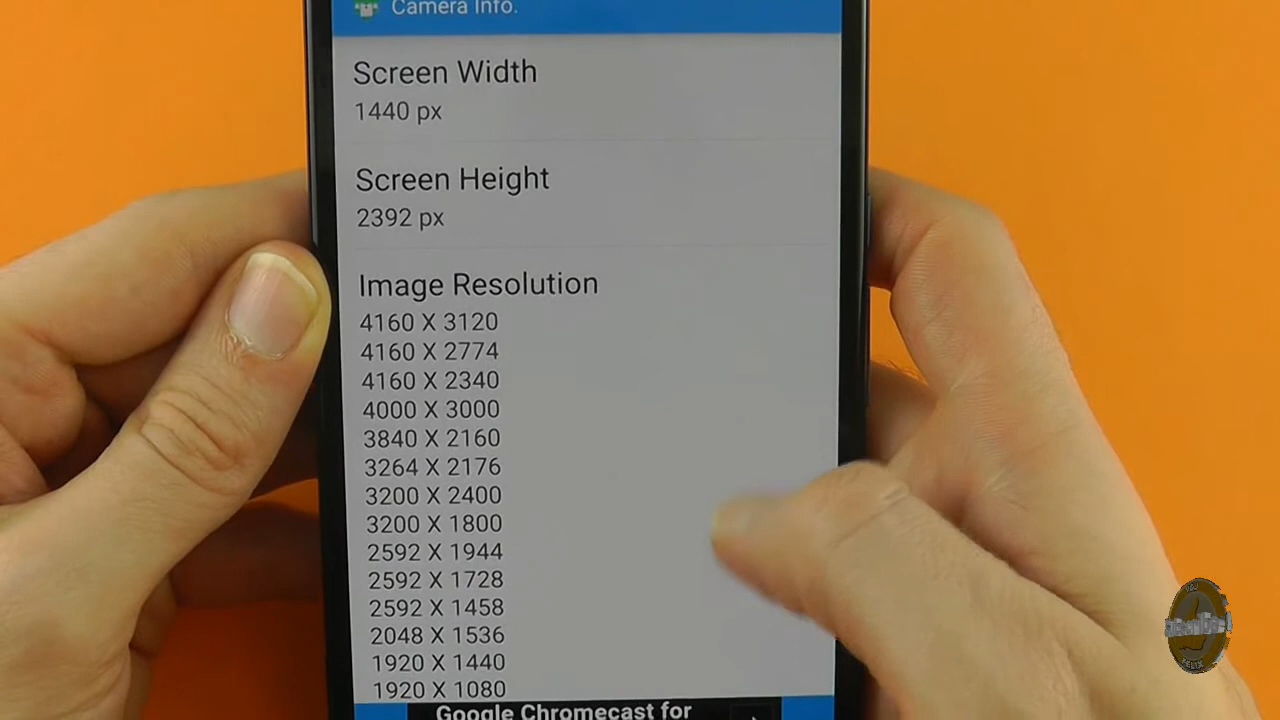 Camera Info.
Screen Width
1440 px
Screen Height
2392 px
Image Resolution
4160 X 3120
4160 X 2774
4160 X 2340
4000 X 3000
3840 X 2160
3264 X 2176
3200 X 2400
3200 X 1800
2592 X 1944
2592 X 1728
2592 X 1458
2048 X 1536
1920 X 1440
1920 X 1080
Google Chromecast for